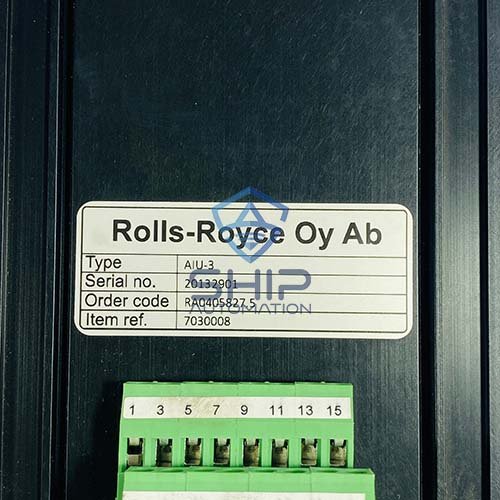 Rolls-Royce Oy Ab
Type AIU-3
Serial no. 20132901
Order code RA0405827.5
Item ref. 7030008
SHIP
AUTOMATION
1 3 5 7 9 11 13 15